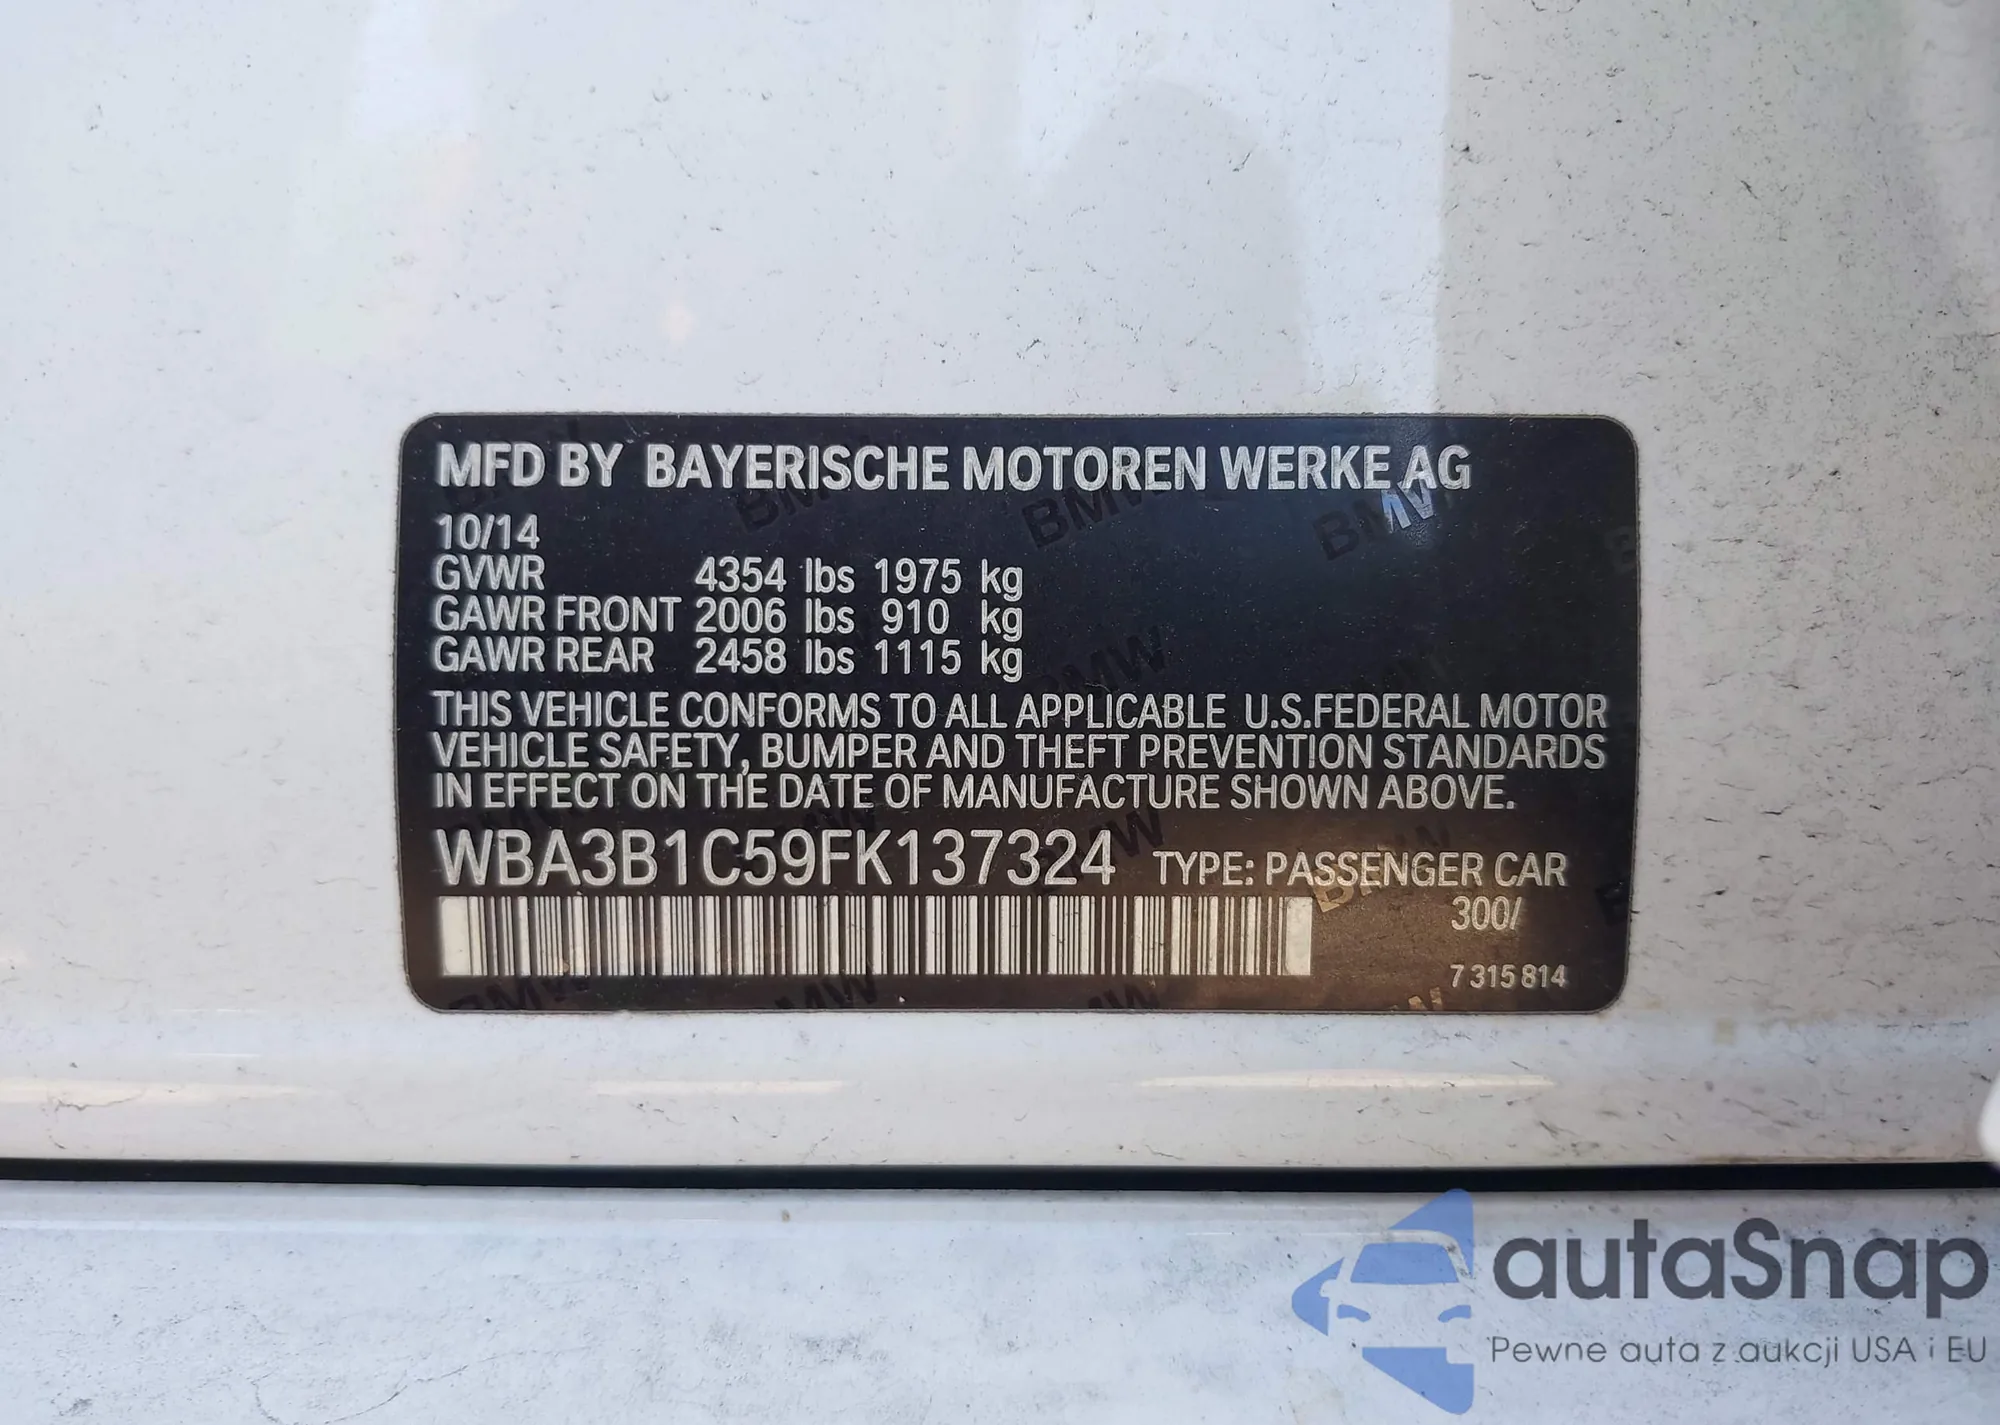 MFD BY BAYERISCHE MOTOREN WERKE AG
10/14
GVWR 4354 lbs 1975 kg
GAWR FRONT 2006 lbs 910 kg
GAWR REAR 2458 lbs 1115 kg
THIS VEHICLE CONFORMS TO ALL APPLICABLE U.S.FEDERAL MOTOR
VEHICLE SAFETY, BUMPER AND THEFT PREVENTION STANDARDS
IN EFFECT ON THE DATE OF MANUFACTURE SHOWN ABOVE.
WBA3B1C59FK137324 TYPE: PASSENGER CAR
300/
7 315 814
autaSnap
Pewne auta z aukcji USA i EU